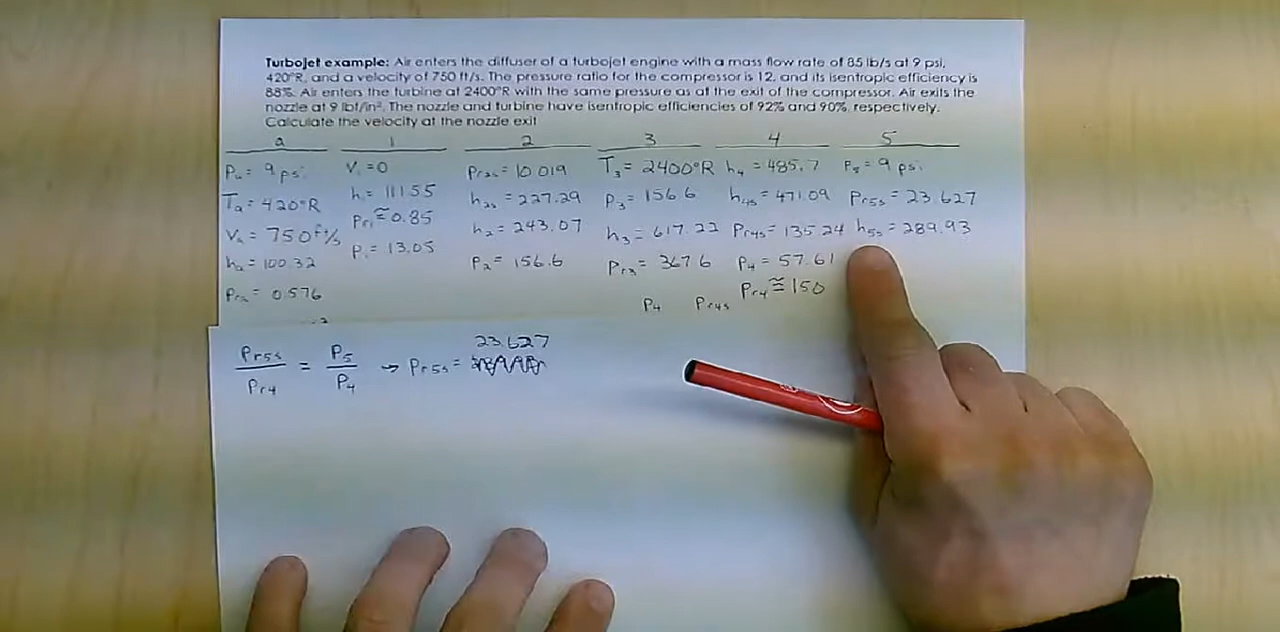 Turbojet example: Air enters the diffuser of a turbojet engine with a mass flow rate of 85 lb/s at 9 psi,
420°R, and a velocity of 750 ft/s. The pressure ratio for the compressor is 12, and its isentropic efficiency is
88%. Air enters the turbine at 2400°R with the same pressure as at the exit of the compressor. Air exits the
nozzle at 9 lbf/in². The nozzle and turbine have isentropic efficiencies of 92% and 90%, respectively.
Calculate the velocity at the nozzle exit
a
Pa = 9 psi
Ta = 420°R
Va = 750 ft/s
ha = 100.32
Pra = 0.576
1
V1 = 0
h1 = 111.55
Pr1 ≅ 0.85
P1 = 13.05
2
Pr2s = 10.019
h2s = 227.29
h2 = 243.07
P2 = 156.6
3
T3 = 2400°R
P3 = 156.6
h3 = 617.22
Pr3 = 367.6
4
h4 = 485.7
h4s = 471.09
Pr4s = 135.24
P4 = 57.61
Pr4 ≅ 150
P4 Pr4s
5
P5 = 9 psi
Pr5s = 23.627
h5s = 289.93
Pr5s / Pr4 = P5 / P4 → Pr5s = 23.627